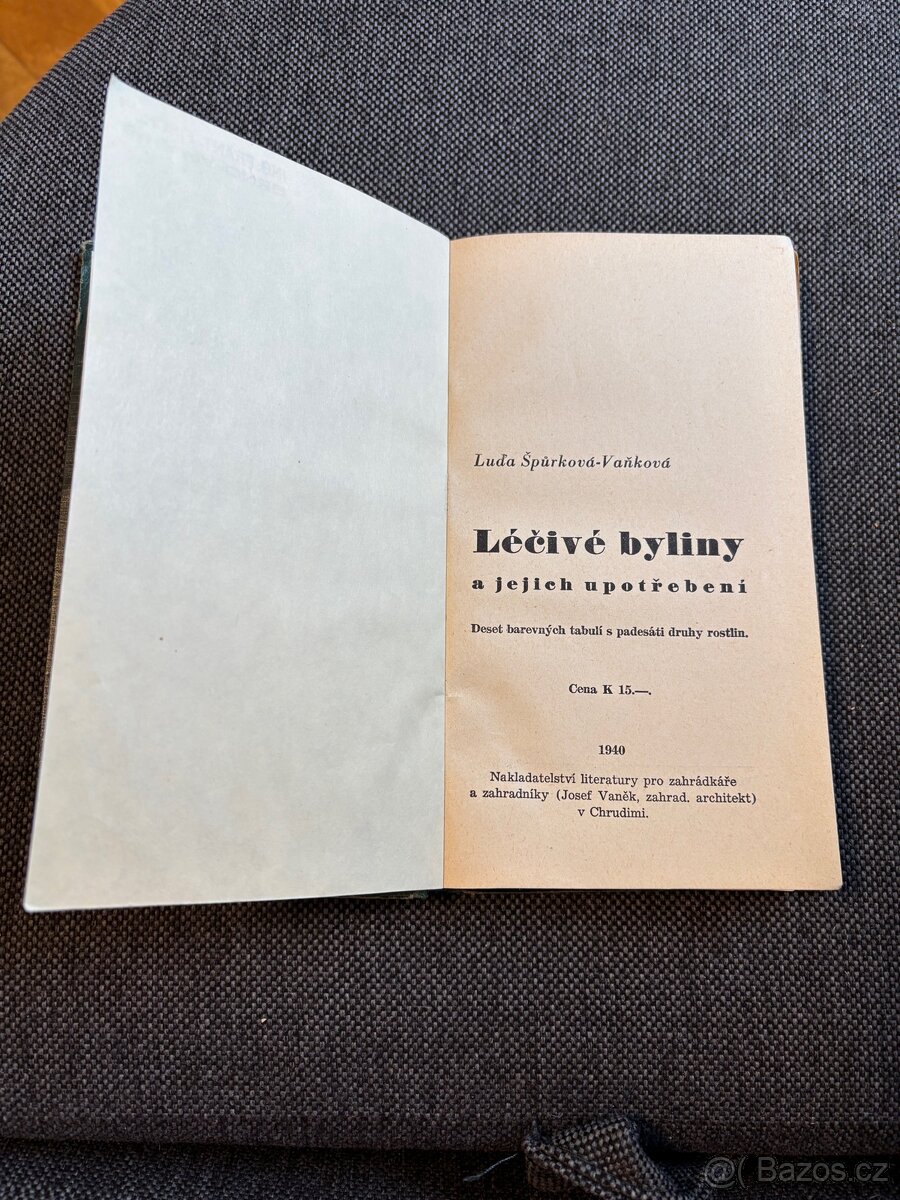 Luďa Špůrková-Vaňková
Léčivé byliny
a jejich upotřebení
Deset barevných tabulí s padesáti druhy rostlin.
Cena K 15.—.
1940
Nakladatelství literatury pro zahrádkáře
a zahradníky (Josef Vaněk, zahrad. architekt)
v Chrudimi.
@( Bazos.cz